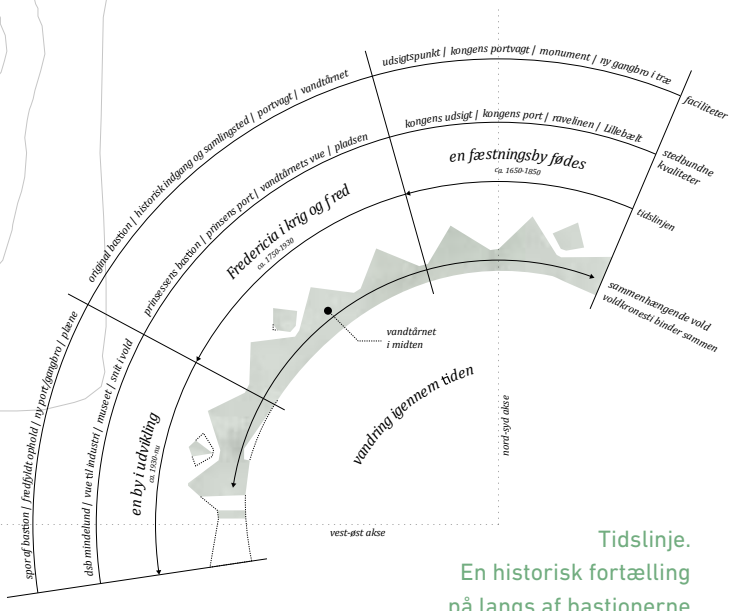 udsigtspunkt | kongens portvagt | monument | ny gangbro i træ
faciliteter
original bastion | historisk indgang og samlingsted | portvagt | vandtårnet
kongens udsigt | kongens port | ravelinen | Lillebælt
stedbundne
kvaliteter
prinsessens bastion | prinsens port | vandtårnets vue | pladsen
en fæstningsby fødes
ca. 1650-1850
tidslinjen
Fredericia i krig og fred
ca. 1750-1930
sammenhængende vold
voldkronesti binder sammen
vandtårnet
i midten
spor af bastion | fredfyldt ophold | ny port/gangbro | plæne
dsb mindelund | vue til industri | museet | snit i vold
en by i udvikling
ca. 1930-nu
vandring igennem tiden
nord-syd akse
vest-øst akse
Tidslinje.
En historisk fortælling
på langs af bastionerne